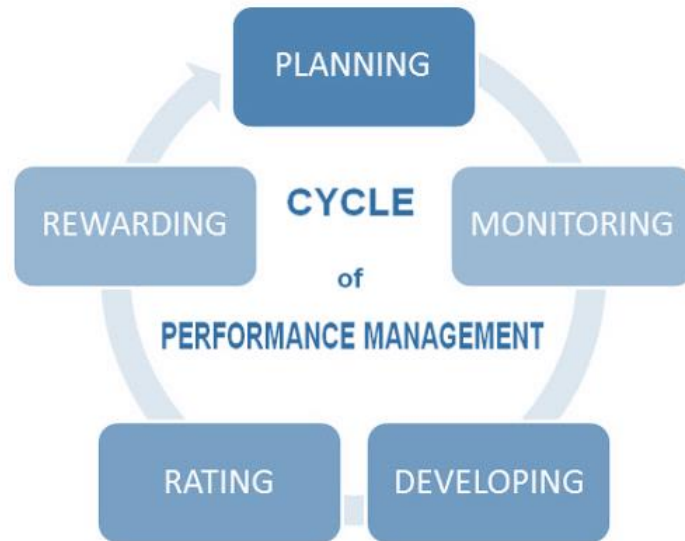 PLANNING
CYCLE
of
PERFORMANCE MANAGEMENT
MONITORING
DEVELOPING
RATING
REWARDING